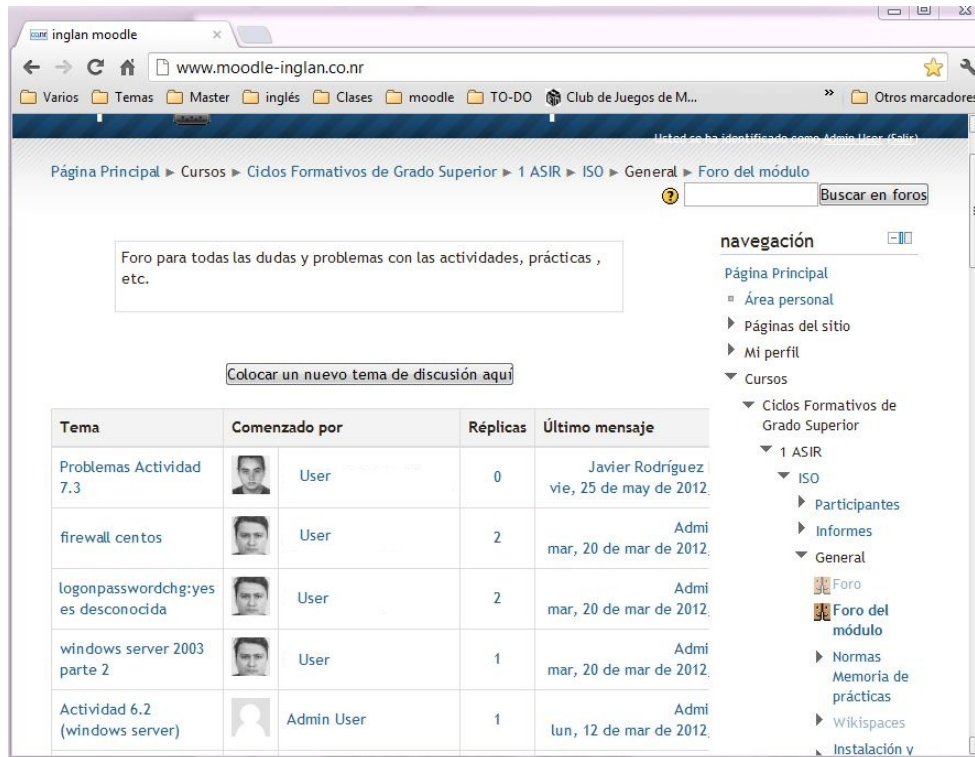 inglan moodle
www.moodle-inglan.co.nr
Varios Temas Master inglés Clases moodle TO-DO Club de Juegos de M... » Otros marcadores
Usted se ha identificado como Admin User (Salir)
Página Principal ► Cursos ► Ciclos Formativos de Grado Superior ► 1 ASIR ► ISO ► General ► Foro del módulo
Buscar en foros
Foro para todas las dudas y problemas con las actividades, prácticas ,
etc.
Colocar un nuevo tema de discusión aquí
Tema Comenzado por Réplicas Último mensaje
Problemas Actividad
7.3
User
0
Javier Rodríguez
vie, 25 de may de 2012,
firewall centos
User
2
Admi
mar, 20 de mar de 2012,
logonpasswordchg:yes
es desconocida
User
2
Admi
mar, 20 de mar de 2012,
windows server 2003
parte 2
User
1
Admi
mar, 20 de mar de 2012,
Actividad 6.2
(windows server)
Admin User
1
Admi
lun, 12 de mar de 2012,
navegación
Página Principal
Área personal
Páginas del sitio
Mi perfil
Cursos
Ciclos Formativos de
Grado Superior
1 ASIR
ISO
Participantes
Informes
General
Foro
Foro del
módulo
Normas
Memoria de
prácticas
Wikispaces
Instalación y